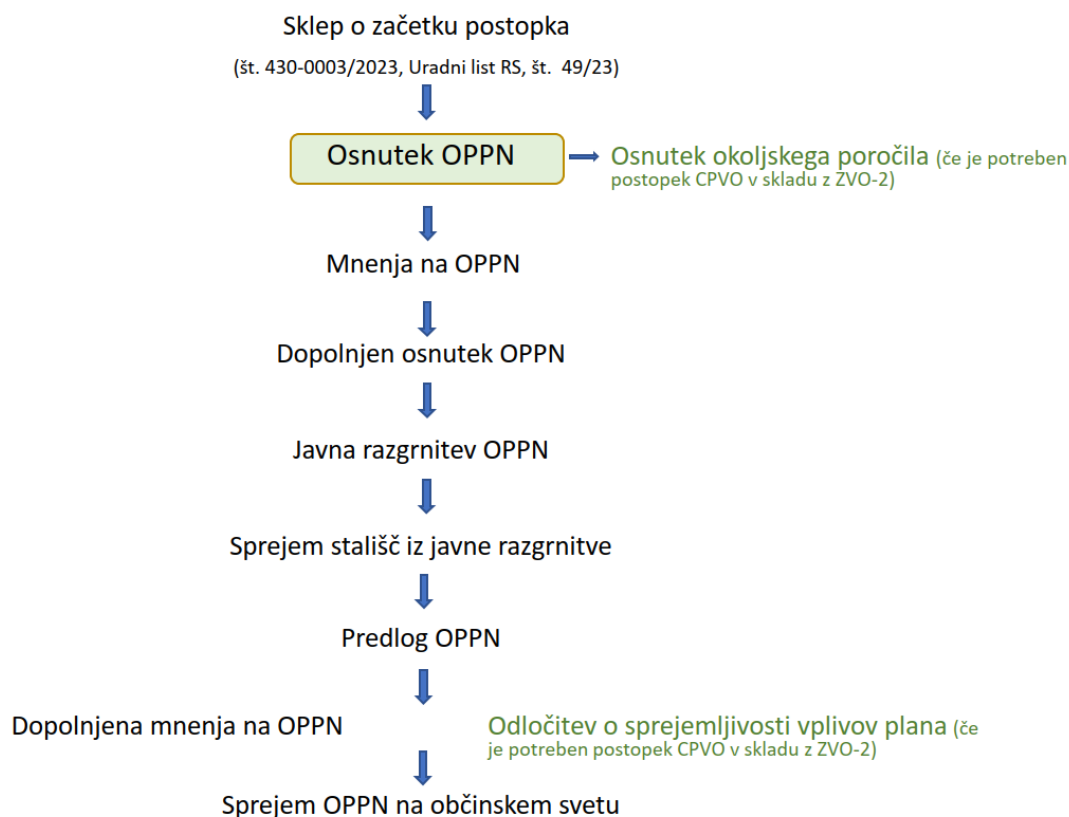 Sklep o začetku postopka
(št. 430-0003/2023, Uradni list RS, št. 49/23)
Osnutek OPPN
Osnutek okoljskega poročila (če je potreben
postopek CPVO v skladu z ZVO-2)
Mnenja na OPPN
Dopolnjen osnutek OPPN
Javna razgrnitev OPPN
Sprejem stališč iz javne razgrnitve
Predlog OPPN
Dopolnjena mnenja na OPPN
Odločitev o sprejemljivosti vplivov plana (če
je potreben postopek CPVO v skladu z ZVO-2)
Sprejem OPPN na občinskem svetu